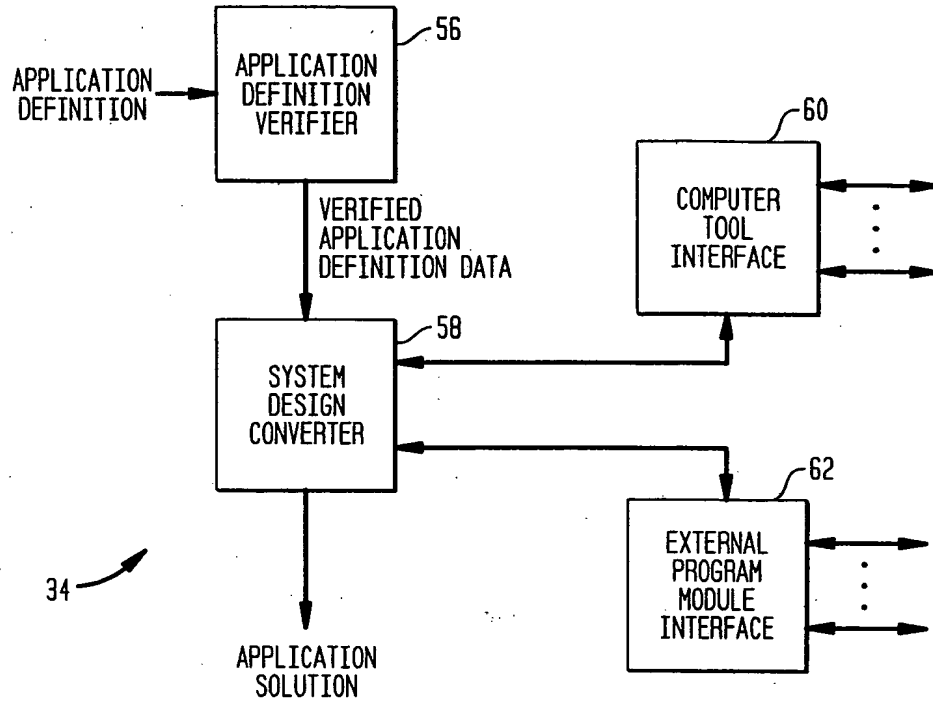 56
APPLICATION
DEFINITION
APPLICATION
DEFINITION
VERIFIER
60
COMPUTER
TOOL
INTERFACE
VERIFIED
APPLICATION
DEFINITION DATA
58
SYSTEM
DESIGN
CONVERTER
62
EXTERNAL
PROGRAM
MODULE
INTERFACE
34
APPLICATION
SOLUTION